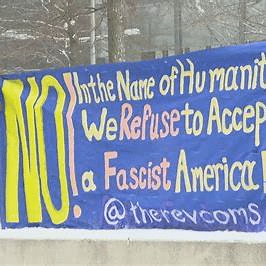 NO!
In the Name of Humanit
We Refuse to Accep
a Fascist America!
@therevcoms